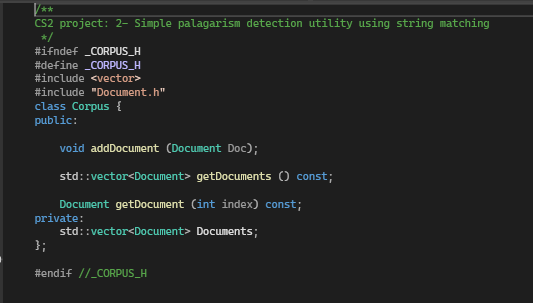 /**
CS2 project: 2- Simple palagarism detection utility using string matching
 */
#ifndef _CORPUS_H
#define _CORPUS_H
#include <vector>
#include "Document.h"
class Corpus {
public:
    void addDocument (Document Doc);
    std::vector<Document> getDocuments () const;
    Document getDocument (int index) const;
private:
    std::vector<Document> Documents;
};
#endif //_CORPUS_H